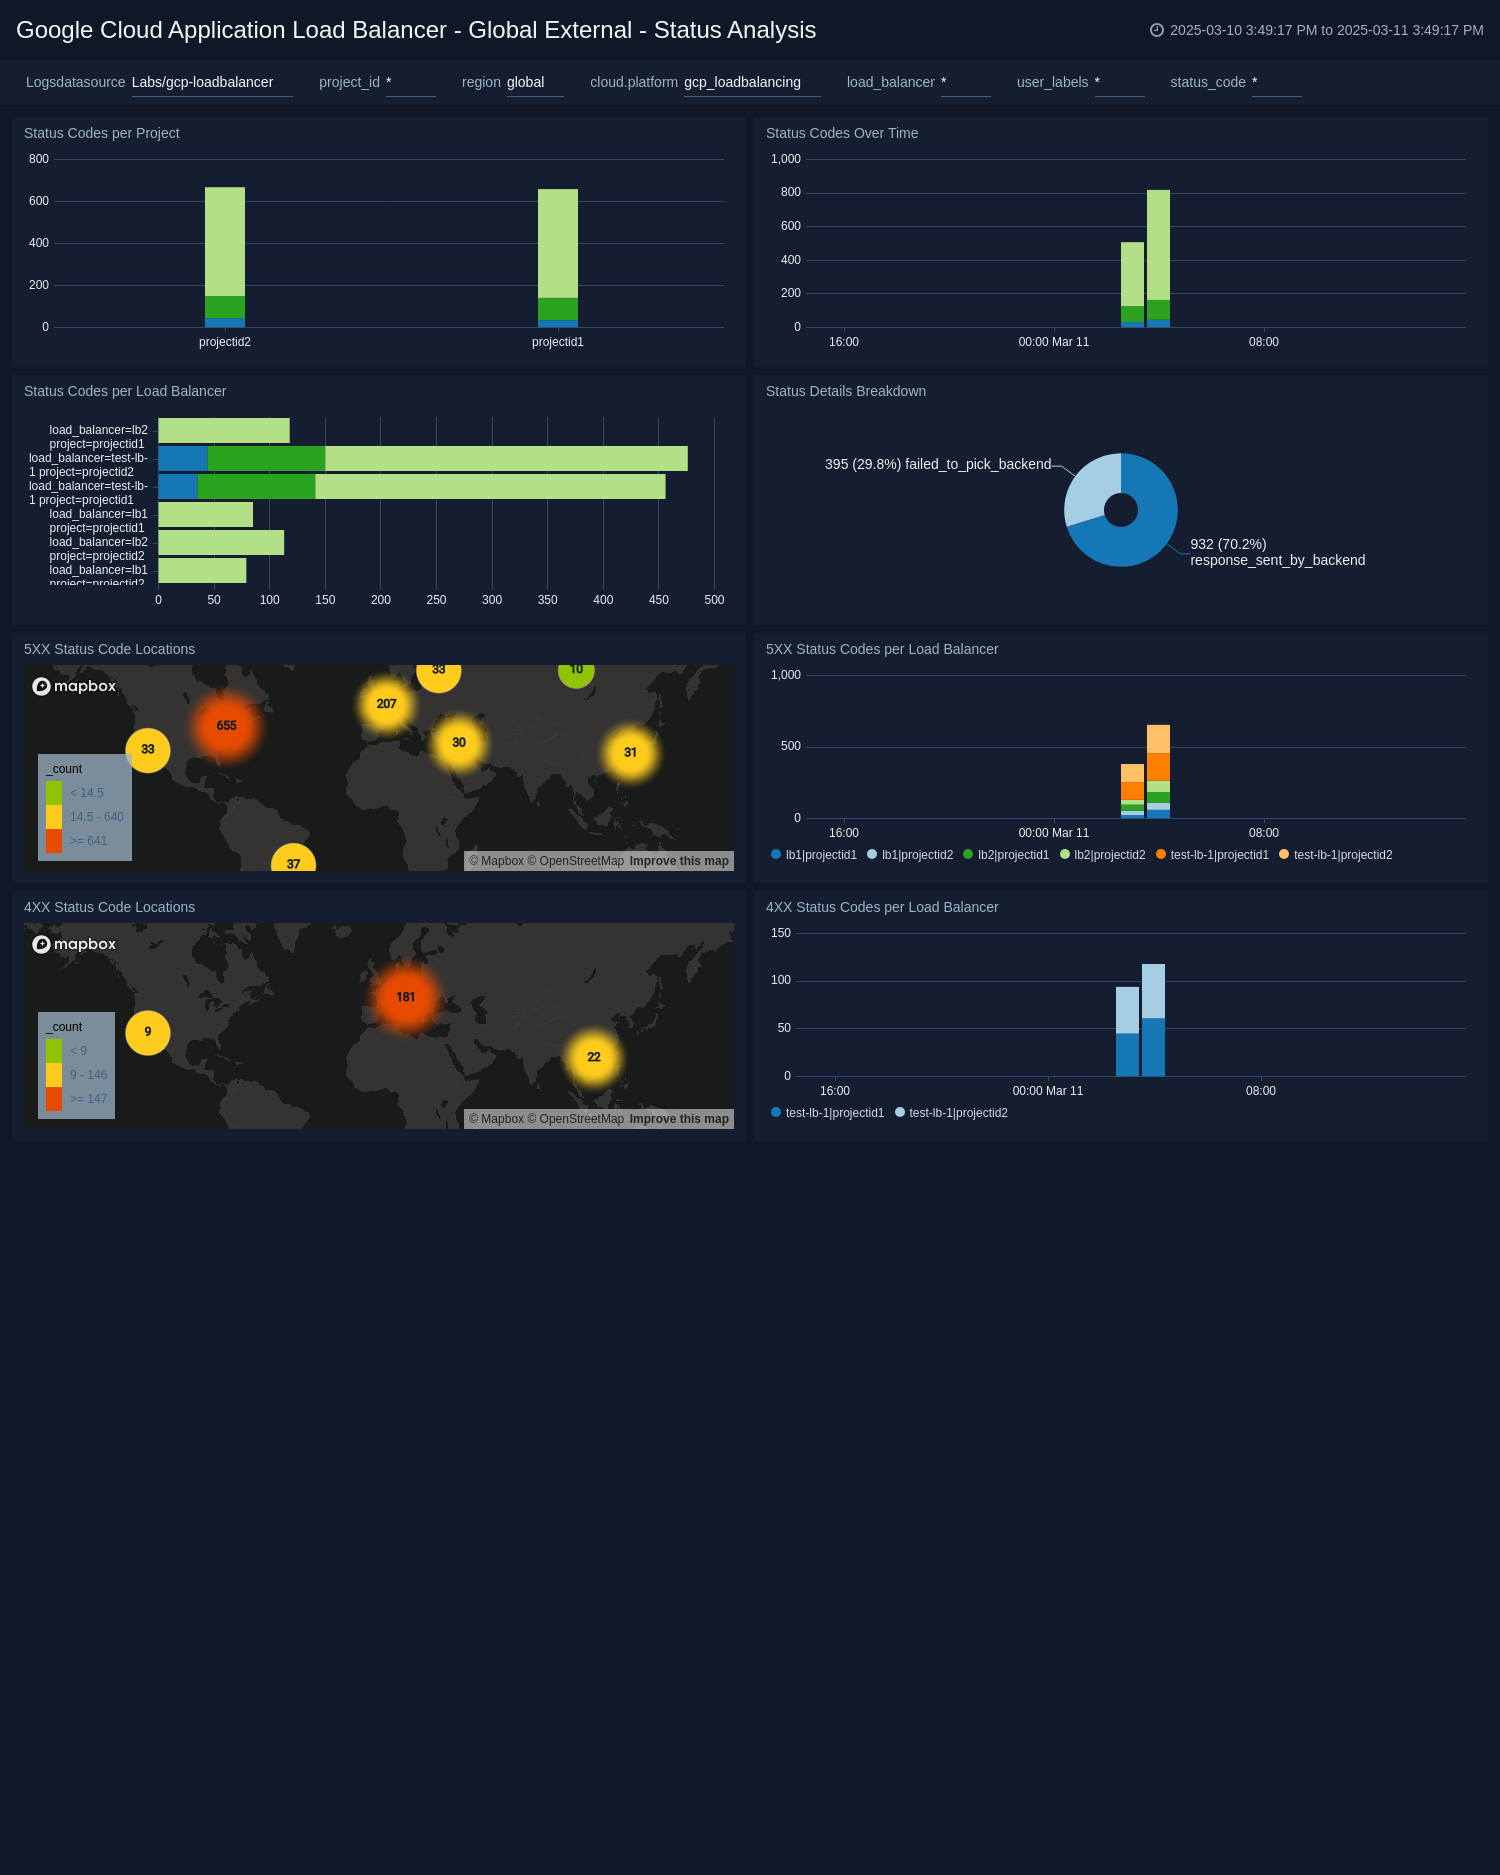 Google Cloud Application Load Balancer - Global External - Status Analysis
2025-03-10 3:49:17 PM to 2025-03-11 3:49:17 PM
Logsdatasource Labs/gcp-loadbalancer project_id * region global cloud.platform gcp_loadbalancing load_balancer * user_labels * status_code *
Status Codes per Project
800
600
400
200
0
projectid2 projectid1
Status Codes Over Time
1,000
800
600
400
200
0
16:00 00:00 Mar 11 08:00
Status Codes per Load Balancer
load_balancer=lb2
project=projectid1
load_balancer=test-lb-
1 project=projectid2
load_balancer=test-lb-
1 project=projectid1
load_balancer=lb1
project=projectid1
load_balancer=lb2
project=projectid2
load_balancer=lb1
project=projectid2
0 50 100 150 200 250 300 350 400 450 500
Status Details Breakdown
395 (29.8%) failed_to_pick_backend
932 (70.2%)
response_sent_by_backend
5XX Status Code Locations
mapbox
33
10
207
655
30
33
31
37
_count
< 14.5
14.5 - 640
>= 641
© Mapbox © OpenStreetMap Improve this map
5XX Status Codes per Load Balancer
1,000
500
0
16:00 00:00 Mar 11 08:00
lb1|projectid1 lb1|projectid2 lb2|projectid1 lb2|projectid2 test-lb-1|projectid1 test-lb-1|projectid2
4XX Status Code Locations
mapbox
181
9
22
_count
< 9
9 - 146
>= 147
© Mapbox © OpenStreetMap Improve this map
4XX Status Codes per Load Balancer
150
100
50
0
16:00 00:00 Mar 11 08:00
test-lb-1|projectid1 test-lb-1|projectid2